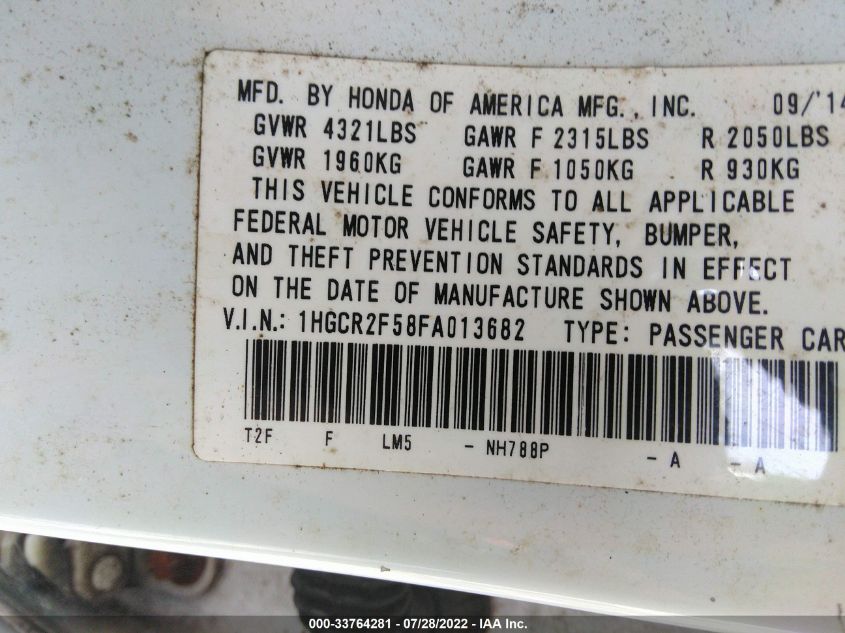 MFD. BY HONDA OF AMERICA MFG., INC. 09/'14
GVWR 4321LBS GAWR F 2315LBS R 2050LBS
GVWR 1960KG GAWR F 1050KG R 930KG
THIS VEHICLE CONFORMS TO ALL APPLICABLE
FEDERAL MOTOR VEHICLE SAFETY, BUMPER,
AND THEFT PREVENTION STANDARDS IN EFFECT
ON THE DATE OF MANUFACTURE SHOWN ABOVE.
V.I.N.: 1HGCR2F58FA013682 TYPE: PASSENGER CAR
T2F F LM5 - NH788P - A - A
000-33764281 / 07/28/2022 - IAA Inc.